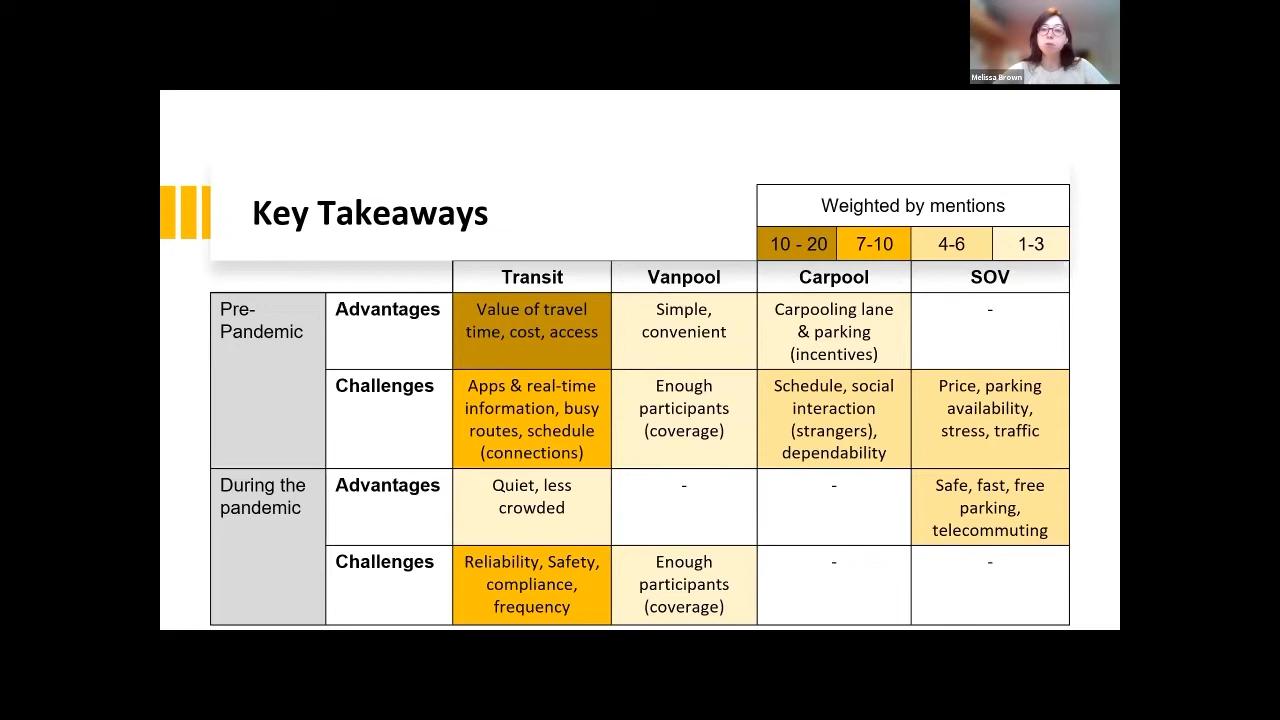 Melissa Brown
Key Takeaways
Weighted by mentions
10 - 20 7-10 4-6 1-3
Transit Vanpool Carpool SOV
Pre-
Pandemic
Advantages
Value of travel
time, cost, access
Simple,
convenient
Carpooling lane
& parking
(incentives)
-
Challenges
Apps & real-time
information, busy
routes, schedule
(connections)
Enough
participants
(coverage)
Schedule, social
interaction
(strangers),
dependability
Price, parking
availability,
stress, traffic
During the
pandemic
Advantages
Quiet, less
crowded
-
-
Safe, fast, free
parking,
telecommuting
Challenges
Reliability, Safety,
compliance,
frequency
Enough
participants
(coverage)
-
-